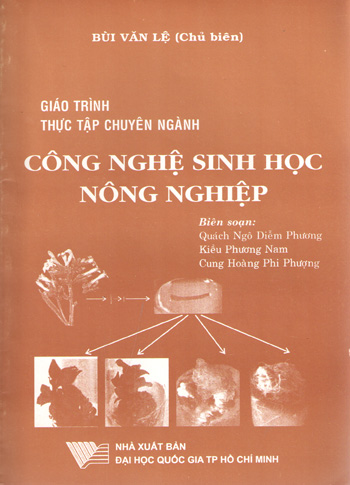 BÙI VĂN LỆ (Chủ biên)
GIÁO TRÌNH
THỰC TẬP CHUYÊN NGÀNH
CÔNG NGHỆ SINH HỌC
NÔNG NGHIỆP
Biên soạn:
Quách Ngô Diễm Phương
Kiều Phương Nam
Cung Hoàng Phi Phượng
NHÀ XUẤT BẢN
ĐẠI HỌC QUỐC GIA TP HỒ CHÍ MINH